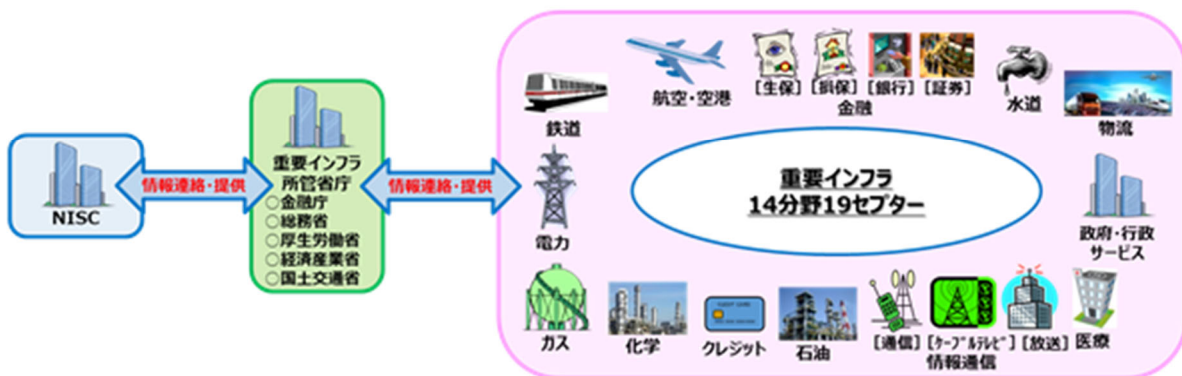 NISC
情報連絡・提供
重要インフラ
所管省庁
○金融庁
○総務省
○厚生労働省
○経済産業省
○国土交通省
情報連絡・提供
鉄道
航空・空港
[生保]
[損保]
[銀行]
[証券]
金融
水道
物流
電力
重要インフラ
14分野19セプター
政府・行政
サービス
ガス
化学
クレジット
石油
[通信]
[ｹｰﾌﾞﾙﾃﾚﾋﾞ]
[放送]
情報通信
医療